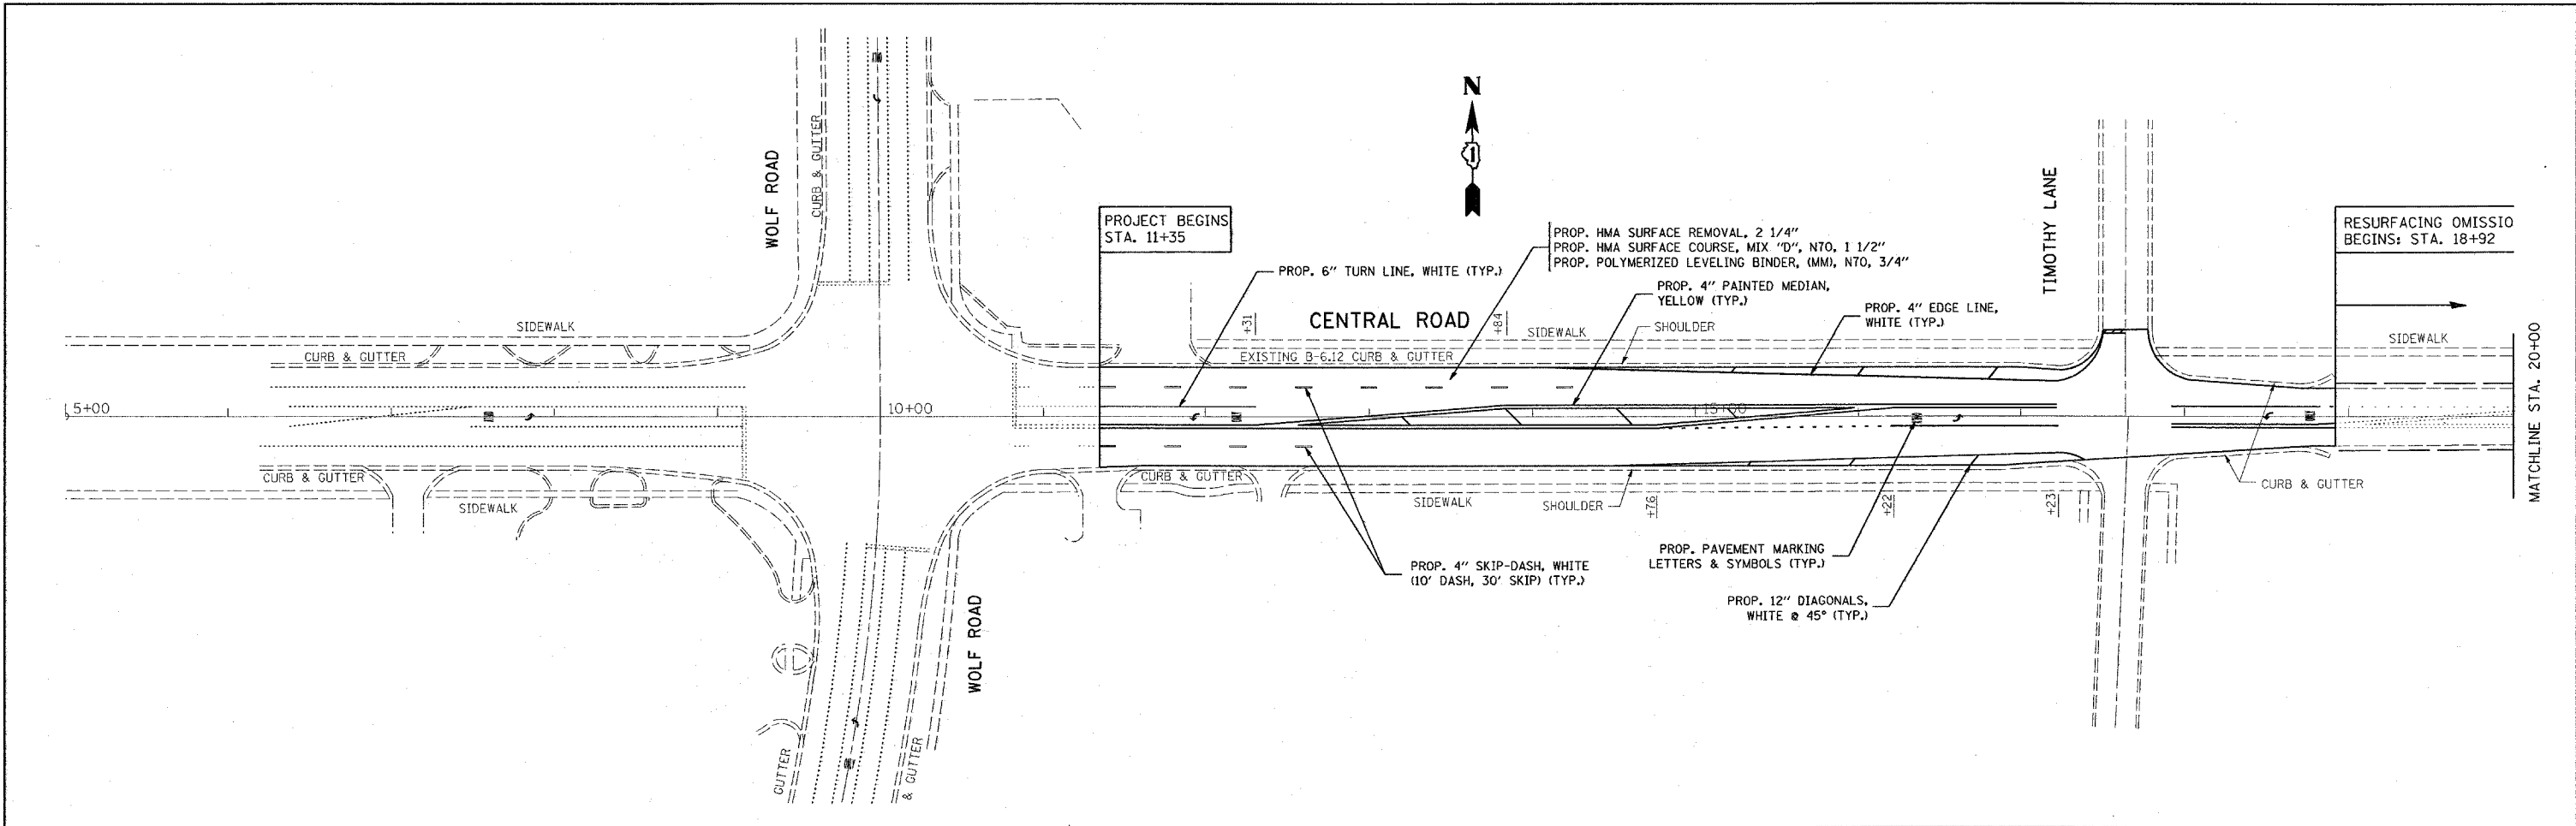 N
WOLF ROAD
CURB & GUTTER
TIMOTHY LANE
PROJECT BEGINS
STA. 11+35
RESURFACING OMISSIO
BEGINS: STA. 18+92
PROP. HMA SURFACE REMOVAL, 2 1/4"
PROP. HMA SURFACE COURSE, MIX "D", N70, 1 1/2"
PROP. POLYMERIZED LEVELING BINDER, (MM), N70, 3/4"
PROP. 6" TURN LINE, WHITE (TYP.)
PROP. 4" PAINTED MEDIAN,
YELLOW (TYP.)
PROP. 4" EDGE LINE,
WHITE (TYP.)
+31
CENTRAL ROAD
+84
SIDEWALK
SHOULDER
SIDEWALK
SIDEWALK
CURB & GUTTER
EXISTING B-6.12 CURB & GUTTER
MATCHLINE STA. 20+00
5+00
10+00
15+00
CURB & GUTTER
SIDEWALK
CURB & GUTTER
SIDEWALK
SHOULDER
+76
+22
+23
CURB & GUTTER
PROP. 4" SKIP-DASH, WHITE
(10' DASH, 30' SKIP) (TYP.)
PROP. PAVEMENT MARKING
LETTERS & SYMBOLS (TYP.)
PROP. 12" DIAGONALS,
WHITE @ 45° (TYP.)
WOLF ROAD
GUTTER
& GUTTER